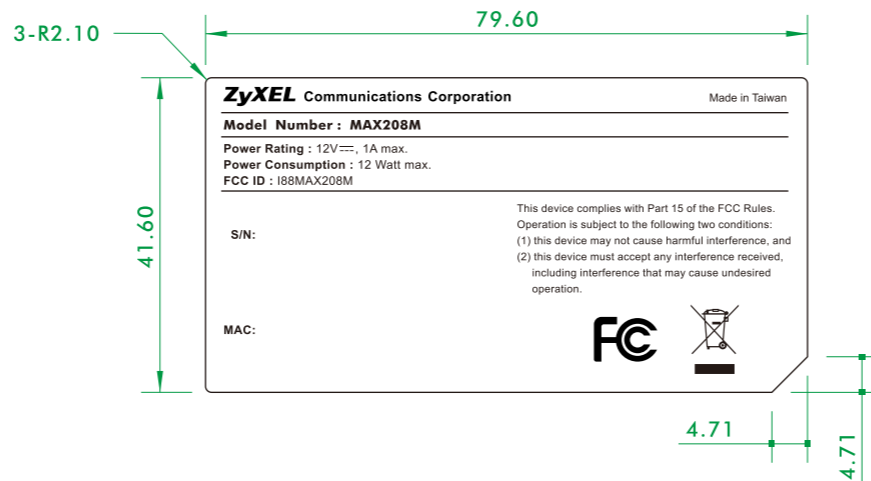 79.60
3-R2.10
ZyXEL Communications Corporation
Made in Taiwan
Model Number : MAX208M
Power Rating : 12V⎓, 1A max.
Power Consumption : 12 Watt max.
FCC ID : I88MAX208M
41.60
S/N:
This device complies with Part 15 of the FCC Rules.
Operation is subject to the following two conditions:
(1) this device may not cause harmful interference, and
(2) this device must accept any interference received,
including interference that may cause undesired
operation.
MAC:
FC
4.71
4.71